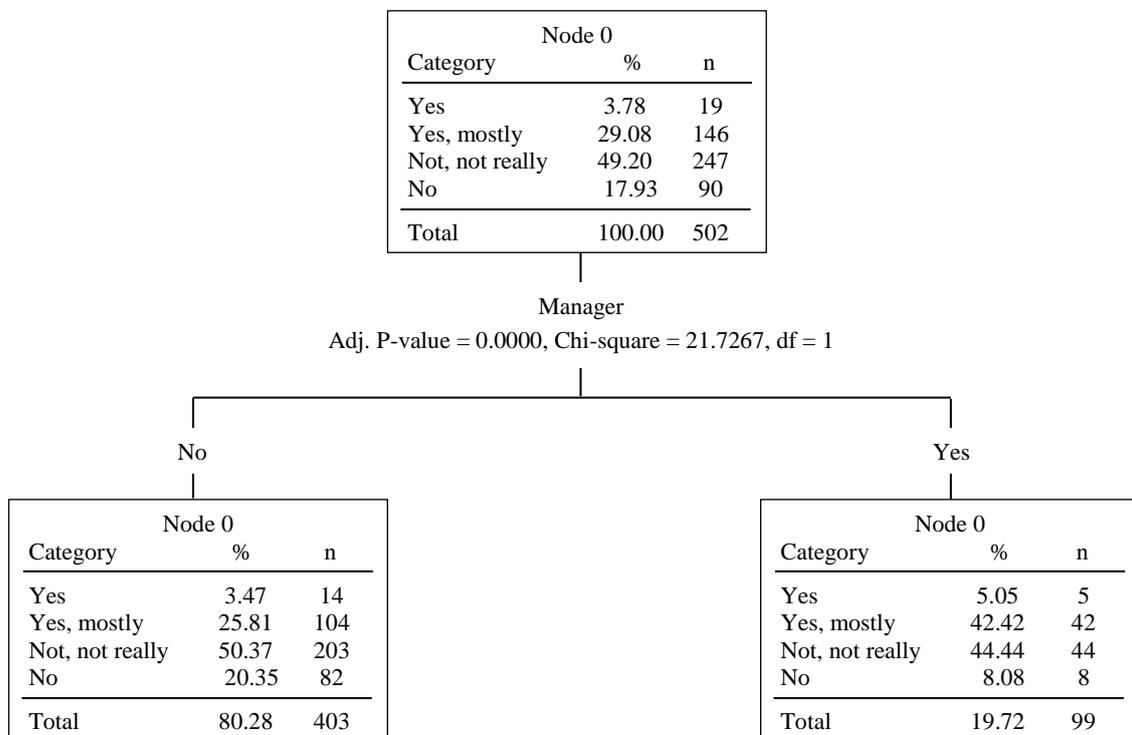 Node 0
Category % n
Yes 3.78 19
Yes, mostly 29.08 146
Not, not really 49.20 247
No 17.93 90
Total 100.00 502
Manager
Adj. P-value = 0.0000, Chi-square = 21.7267, df = 1
No
Yes
Node 0
Category % n
Yes 3.47 14
Yes, mostly 25.81 104
Not, not really 50.37 203
No 20.35 82
Total 80.28 403
Node 0
Category % n
Yes 5.05 5
Yes, mostly 42.42 42
Not, not really 44.44 44
No 8.08 8
Total 19.72 99